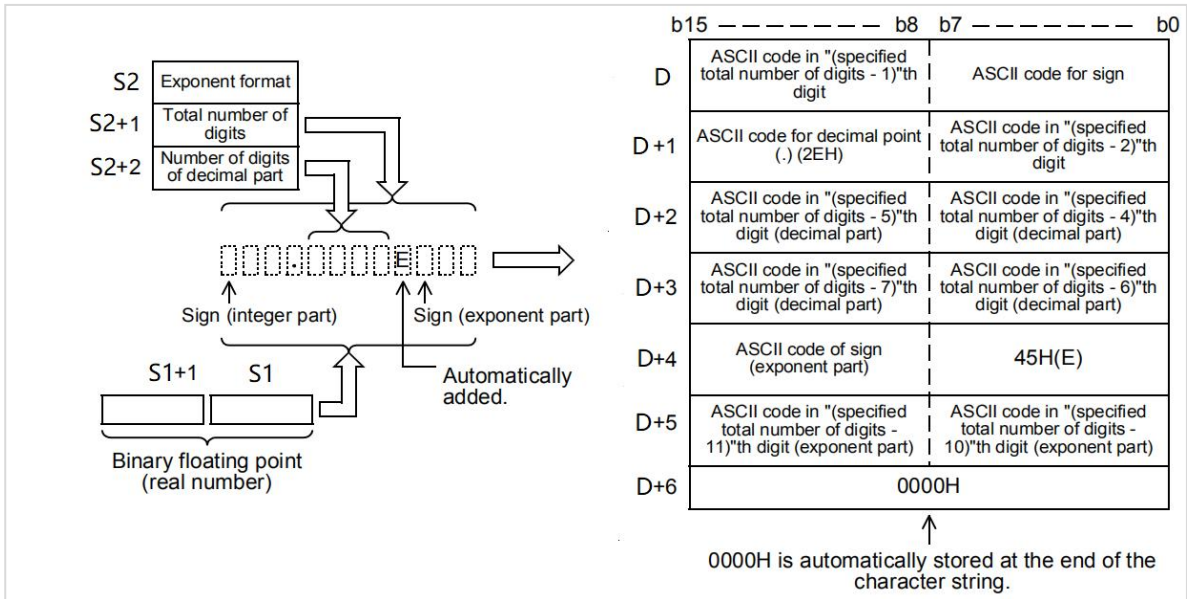 S2
Exponent format
S2+1
Total number of
digits
S2+2
Number of digits
of decimal part
.
E
Sign (integer part)
Sign (exponent part)
Automatically
added.
S1+1
S1
Binary floating point
(real number)
b15
b8
b7
b0
D
ASCII code in "(specified
total number of digits - 1)"th
digit
ASCII code for sign
D+1
ASCII code for decimal point
(.) (2EH)
ASCII code in "(specified
total number of digits - 2)"th
digit
D+2
ASCII code in "(specified
total number of digits - 5)"th
digit (decimal part)
ASCII code in "(specified
total number of digits - 4)"th
digit (decimal part)
D+3
ASCII code in "(specified
total number of digits - 7)"th
digit (decimal part)
ASCII code in "(specified
total number of digits - 6)"th
digit (decimal part)
D+4
ASCII code of sign
(exponent part)
45H(E)
D+5
ASCII code in "(specified
total number of digits -
11)"th digit (exponent part)
ASCII code in "(specified
total number of digits -
10)"th digit (exponent part)
D+6
0000H
0000H is automatically stored at the end of the
character string.